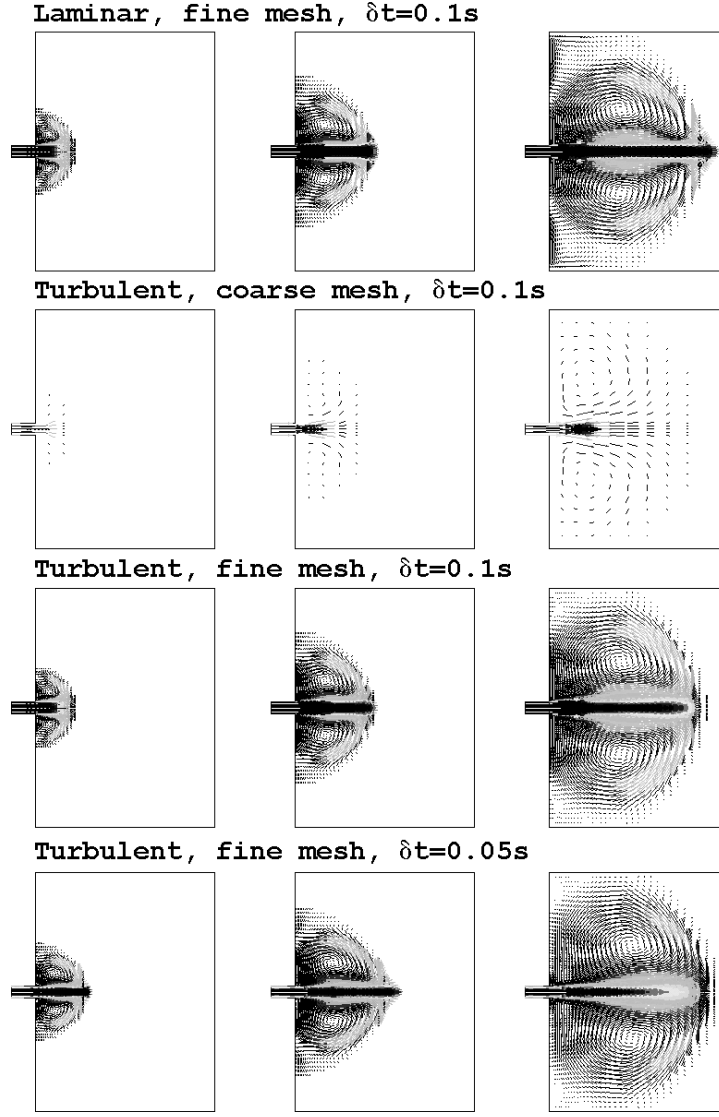 Laminar, fine mesh, δt=0.1s
Turbulent, coarse mesh, δt=0.1s
Turbulent, fine mesh, δt=0.1s
Turbulent, fine mesh, δt=0.05s